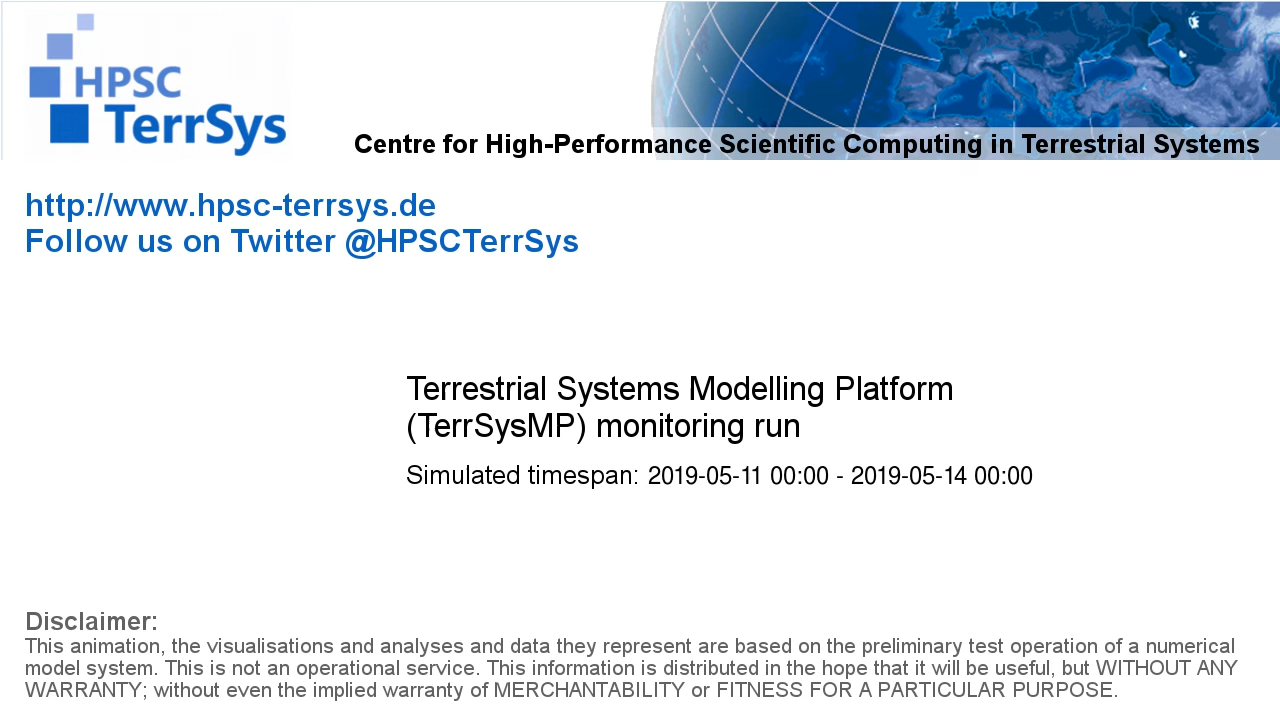 HPSC
TerrSys
Centre for High-Performance Scientific Computing in Terrestrial Systems
http://www.hpsc-terrsys.de
Follow us on Twitter @HPSCTerrSys
Terrestrial Systems Modelling Platform
(TerrSysMP) monitoring run
Simulated timespan: 2019-05-11 00:00 - 2019-05-14 00:00
Disclaimer:
This animation, the visualisations and analyses and data they represent are based on the preliminary test operation of a numerical
model system. This is not an operational service. This information is distributed in the hope that it will be useful, but WITHOUT ANY
WARRANTY; without even the implied warranty of MERCHANTABILITY or FITNESS FOR A PARTICULAR PURPOSE.